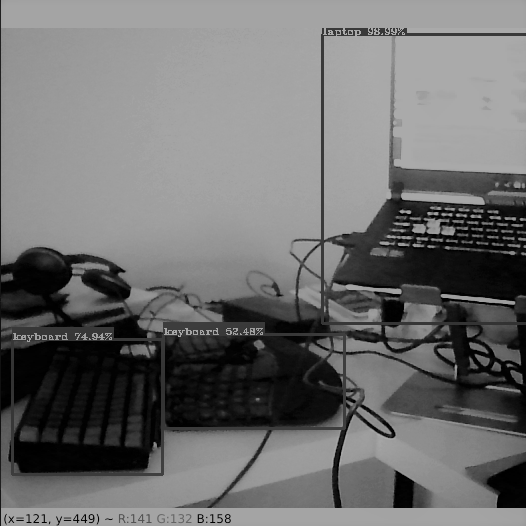 laptop 98.99%
keyboard 52.48%
keyboard 74.94%
(x=121, y=449) ~ R:141 G:132 B:158